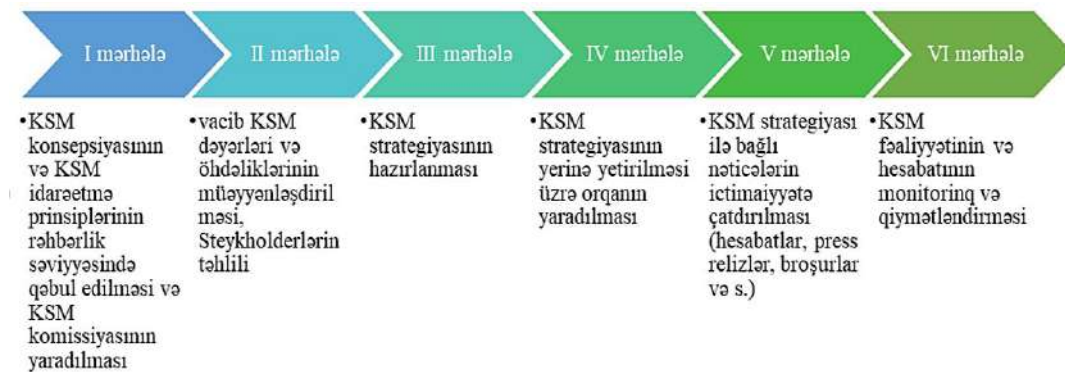 I mərhələ
•KSM
konsepsiyasının
və KSM
idarəetmə
prinsiplərinin
rəhbərlik
səviyyəsində
qəbul edilməsi və
KSM
komissiyasının
yaradılması
II mərhələ
•vacib KSM
dəyərləri və
öhdəliklərinin
müəyyənləşdiril
məsi,
Steykholderlərin
təhlili
III mərhələ
•KSM
strategiyasının
hazırlanması
IV mərhələ
•KSM
strategiyasının
yerinə yetirilməsi
üzrə orqanın
yaradılması
V mərhələ
•KSM strategiyası
ilə bağlı
nəticələrin
ictimaiyyətə
çatdırılması
(hesabatlar, press
relizlər, broşurlar
və s.)
VI mərhələ
•KSM
fəaliyyətinin və
hesabatının
monitorinq və
qiymətləndirməsi